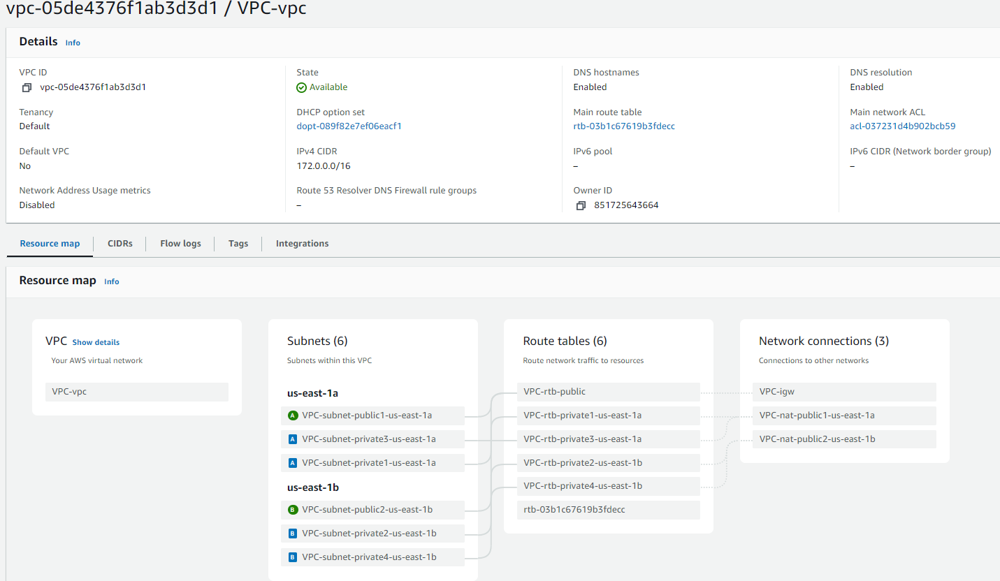 vpc-05de4376f1ab3d3d1 / VPC-vpc
Details Info
VPC ID
vpc-05de4376f1ab3d3d1
State
Available
DNS hostnames
Enabled
DNS resolution
Enabled
Tenancy
Default
DHCP option set
dopt-089f82e7ef06eacf1
Main route table
rtb-03b1c67619b3fdecc
Main network ACL
acl-037231d4b902bcb59
Default VPC
No
IPv4 CIDR
172.0.0.0/16
IPv6 pool
–
IPv6 CIDR (Network border group)
–
Network Address Usage metrics
Disabled
Route 53 Resolver DNS Firewall rule groups
–
Owner ID
851725643664
Resource map
CIDRs
Flow logs
Tags
Integrations
Resource map Info
VPC Show details
Your AWS virtual network
VPC-vpc
Subnets (6)
Subnets within this VPC
us-east-1a
A VPC-subnet-public1-us-east-1a
A VPC-subnet-private3-us-east-1a
A VPC-subnet-private1-us-east-1a
us-east-1b
B VPC-subnet-public2-us-east-1b
B VPC-subnet-private2-us-east-1b
B VPC-subnet-private4-us-east-1b
Route tables (6)
Route network traffic to resources
VPC-rtb-public
VPC-rtb-private1-us-east-1a
VPC-rtb-private3-us-east-1a
VPC-rtb-private2-us-east-1b
VPC-rtb-private4-us-east-1b
rtb-03b1c67619b3fdecc
Network connections (3)
Connections to other networks
VPC-igw
VPC-nat-public1-us-east-1a
VPC-nat-public2-us-east-1b